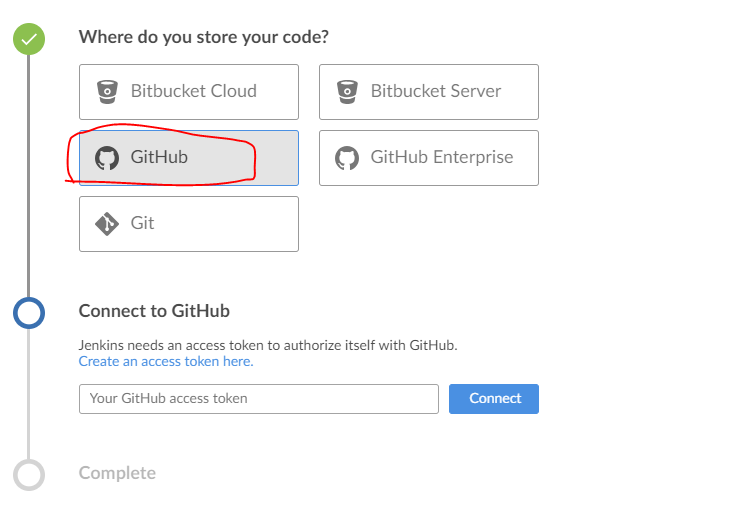 Where do you store your code?
Bitbucket Cloud
Bitbucket Server
GitHub
GitHub Enterprise
Git
Connect to GitHub
Jenkins needs an access token to authorize itself with GitHub.
Create an access token here.
Your GitHub access token
Connect
Complete